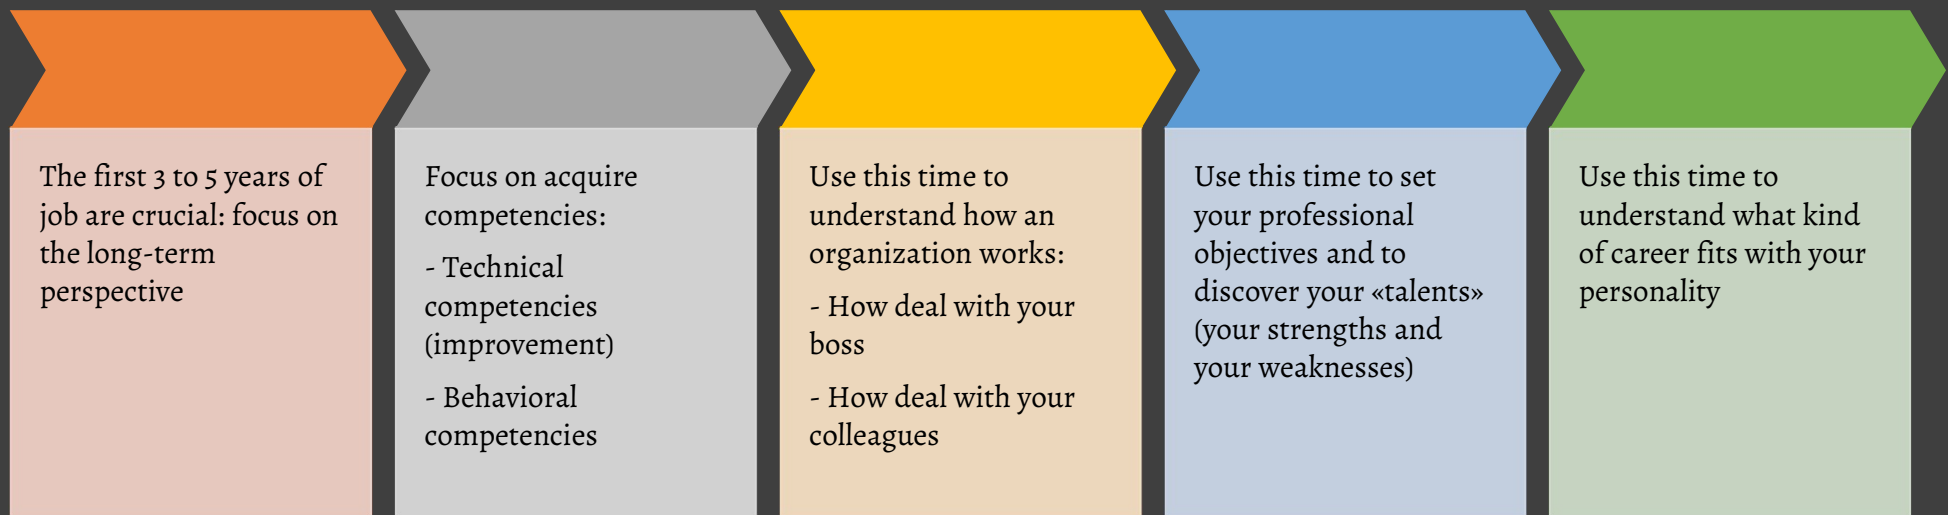 The first 3 to 5 years of
job are crucial: focus on
the long-term
perspective
Focus on acquire
competencies:
- Technical
competencies
(improvement)
- Behavioral
competencies
Use this time to
understand how an
organization works:
- How deal with your
boss
- How deal with your
colleagues
Use this time to set
your professional
objectives and to
discover your «talents»
(your strengths and
your weaknesses)
Use this time to
understand what kind
of career fits with your
personality